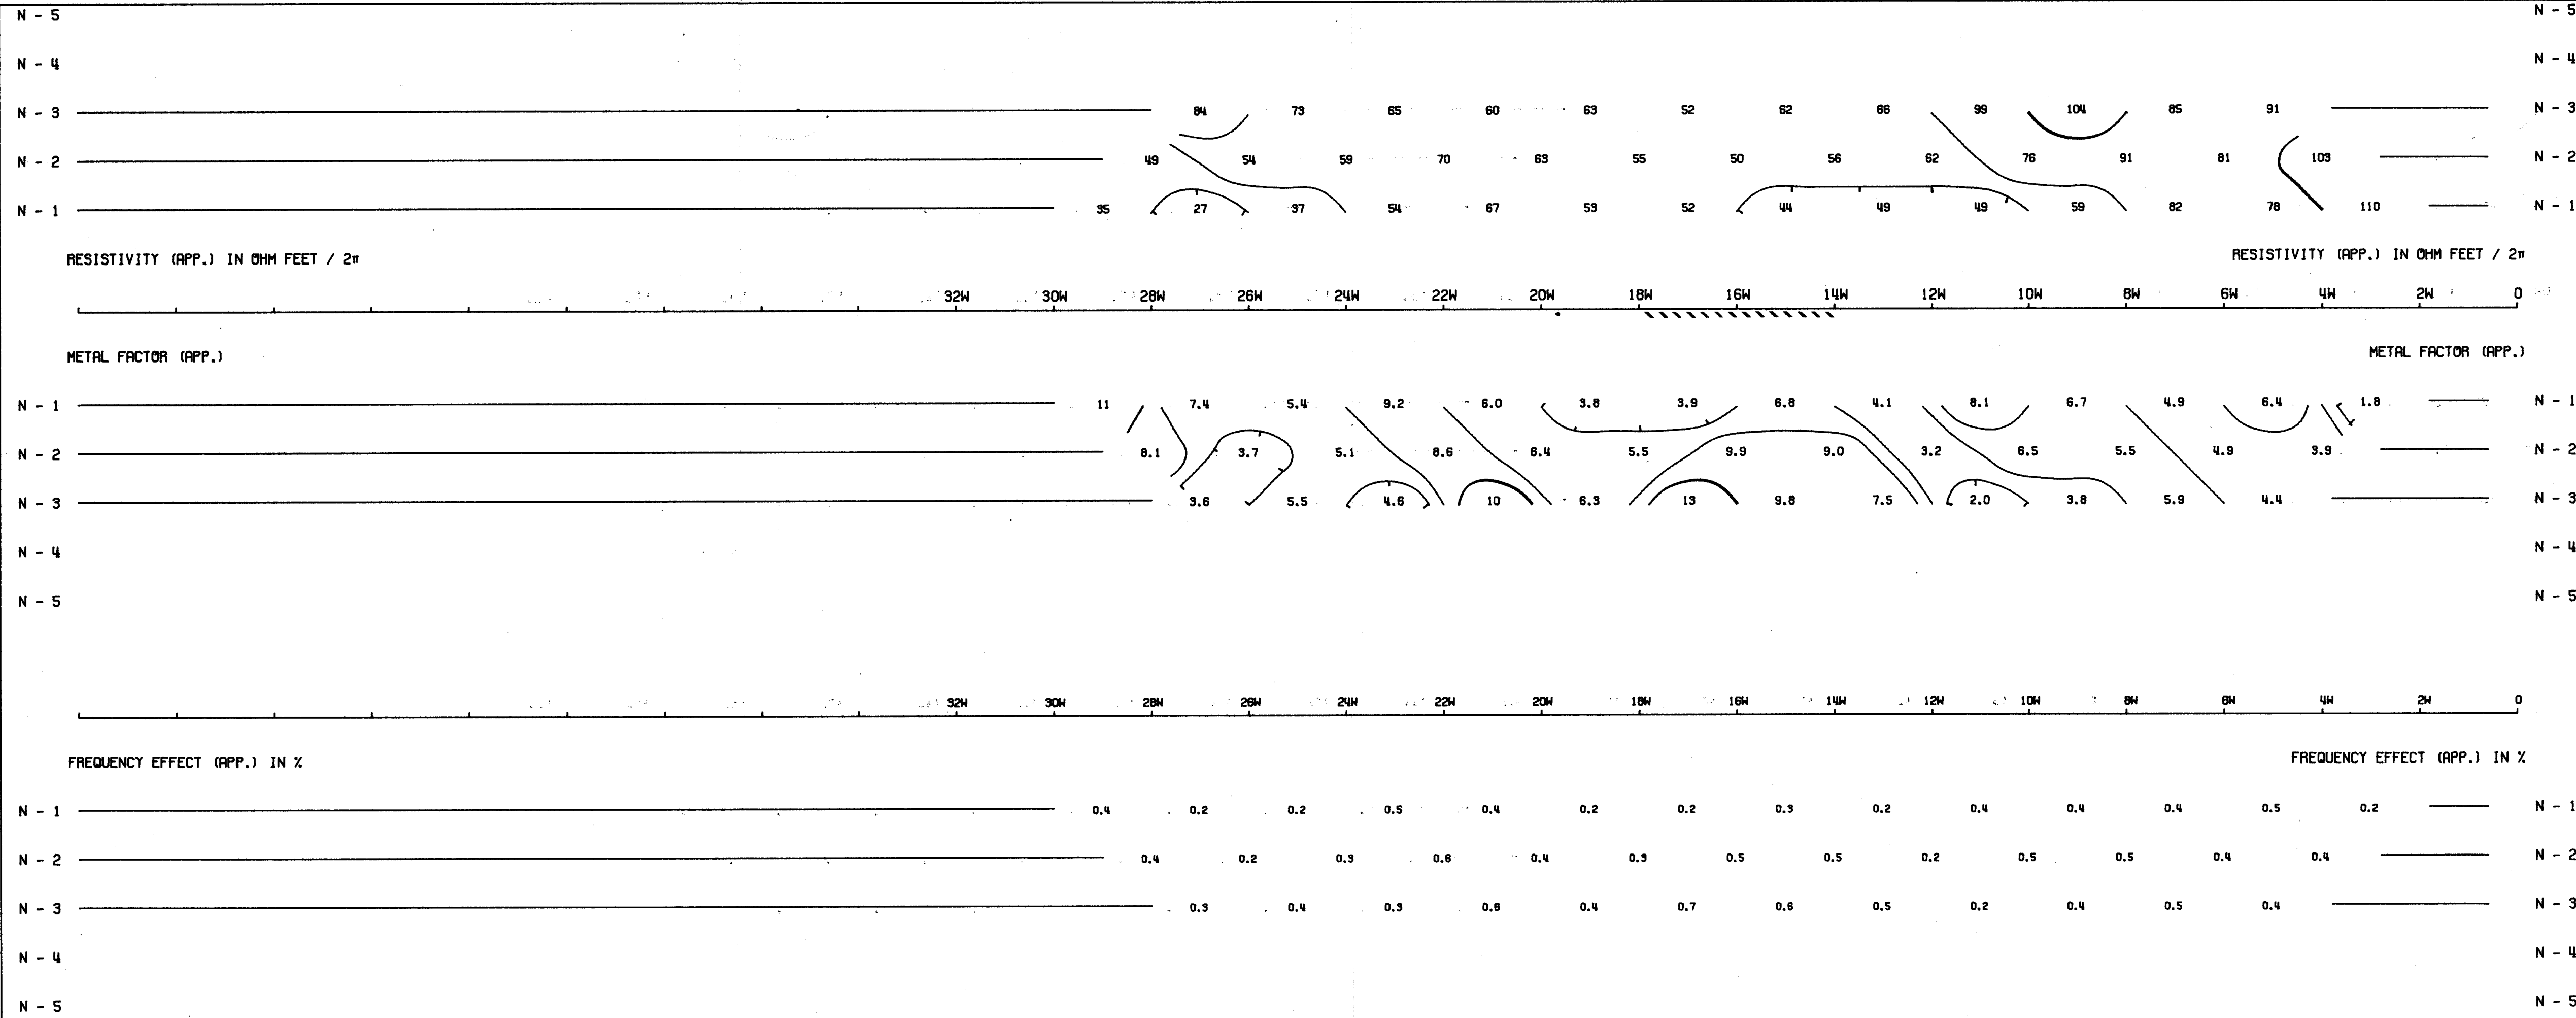 N - 5 N - 5
N - 4 N - 4
N - 3 84 73 65 60 63 52 62 66 99 104 85 91 N - 3
N - 2 49 54 59 70 63 55 50 56 62 76 91 81 103 N - 2
N - 1 35 27 37 54 67 53 52 44 49 49 59 82 78 110 N - 1
RESISTIVITY (APP.) IN OHM FEET / 2π RESISTIVITY (APP.) IN OHM FEET / 2π
32W 30W 28W 26W 24W 22W 20W 18W 16W 14W 12W 10W 8W 6W 4W 2W 0
METAL FACTOR (APP.) METAL FACTOR (APP.)
N - 1 11 7.4 5.4 9.2 6.0 3.8 3.9 6.8 4.1 8.1 6.7 4.9 6.4 1.8 N - 1
N - 2 8.1 3.7 5.1 8.6 6.4 5.5 9.9 9.0 3.2 6.5 5.5 4.9 3.9 N - 2
N - 3 3.6 5.5 4.6 10 6.3 13 9.8 7.5 2.0 3.8 5.9 4.4 N - 3
N - 4 N - 4
N - 5 N - 5
32W 30W 28W 26W 24W 22W 20W 18W 16W 14W 12W 10W 8W 6W 4W 2W 0
FREQUENCY EFFECT (APP.) IN % FREQUENCY EFFECT (APP.) IN %
N - 1 0.4 0.2 0.2 0.5 0.4 0.2 0.2 0.3 0.2 0.4 0.4 0.4 0.5 0.2 N - 1
N - 2 0.4 0.2 0.3 0.6 0.4 0.3 0.5 0.5 0.2 0.5 0.5 0.4 0.4 N - 2
N - 3 0.3 0.4 0.3 0.6 0.4 0.7 0.6 0.5 0.2 0.4 0.5 0.4 N - 3
N - 4 N - 4
N - 5 N - 5